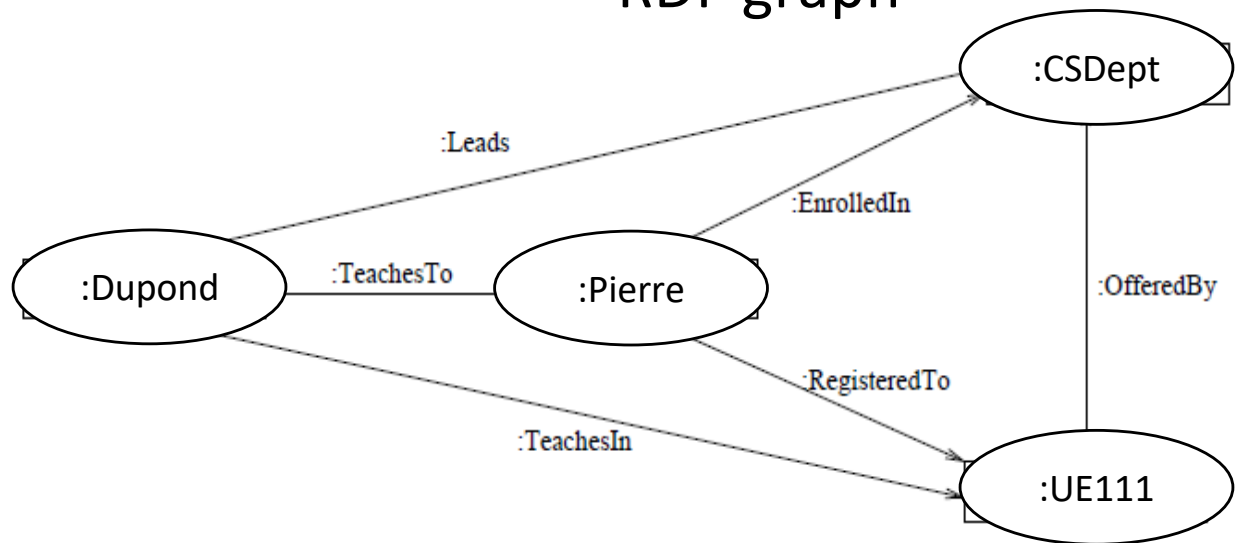 RDF graph
:CSDept
:Leads
:EnrolledIn
:Dupond
:TeachesTo
:Pierre
:OfferedBy
:RegisteredTo
:TeachesIn
:UE111